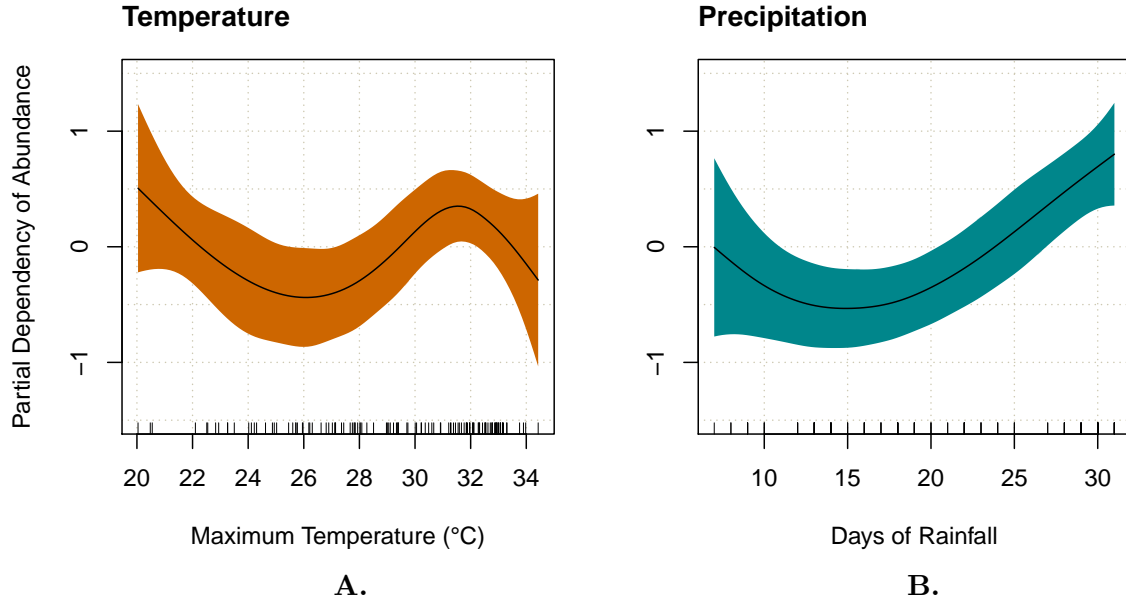 Temperature
Precipitation
Partial Dependency of Abundance
1
0
−1
20 22 24 26 28 30 32 34
Maximum Temperature (°C)
A.
1
0
−1
10 15 20 25 30
Days of Rainfall
B.